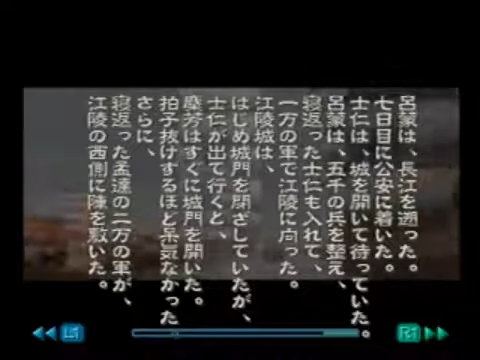 呂蒙は、長江を遡った。
七日目に公安に着いた。
士仁は、城を開いて待っていた。
呂蒙は、五千の兵を整え、
寝返った士仁も入れて、
一万の軍で江陵に向った。
江陵城は、
はじめ城門を閉ざしていたが、
士仁が出て行くと、
麋芳はすぐに城門を開いた。
拍子抜けするほど呆気なかった。
さらに、
寝返った孟達の二万の軍が、
江陵の西側に陣を敷いた。
L1
R1